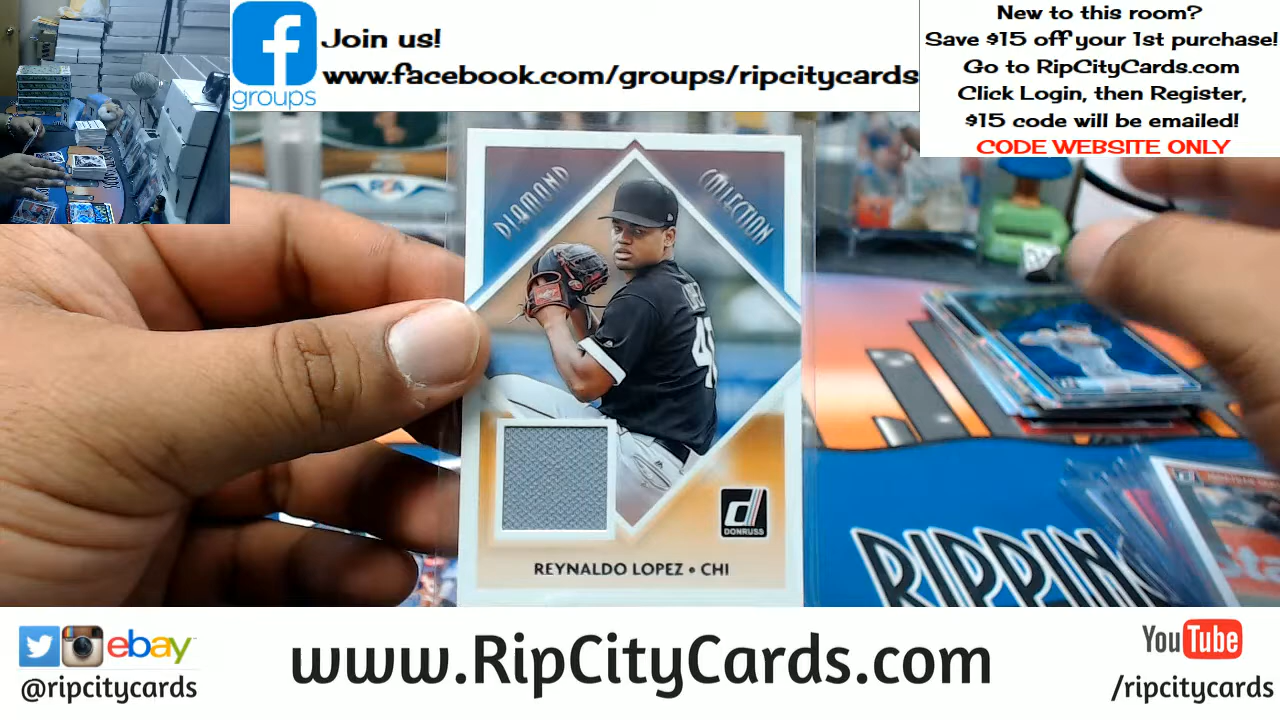 groups
Join us!
www.facebook.com/groups/ripcitycards
New to this room?
Save $15 off your 1st purchase!
Go to RipCityCards.com
Click Login, then Register,
$15 code will be emailed!
CODE WEBSITE ONLY
DIAMOND COLLECTION
DONRUSS
REYNALDO LOPEZ • CHI
RIPPIN
ebay
@ripcitycards
www.RipCityCards.com
YouTube
/ripcitycards